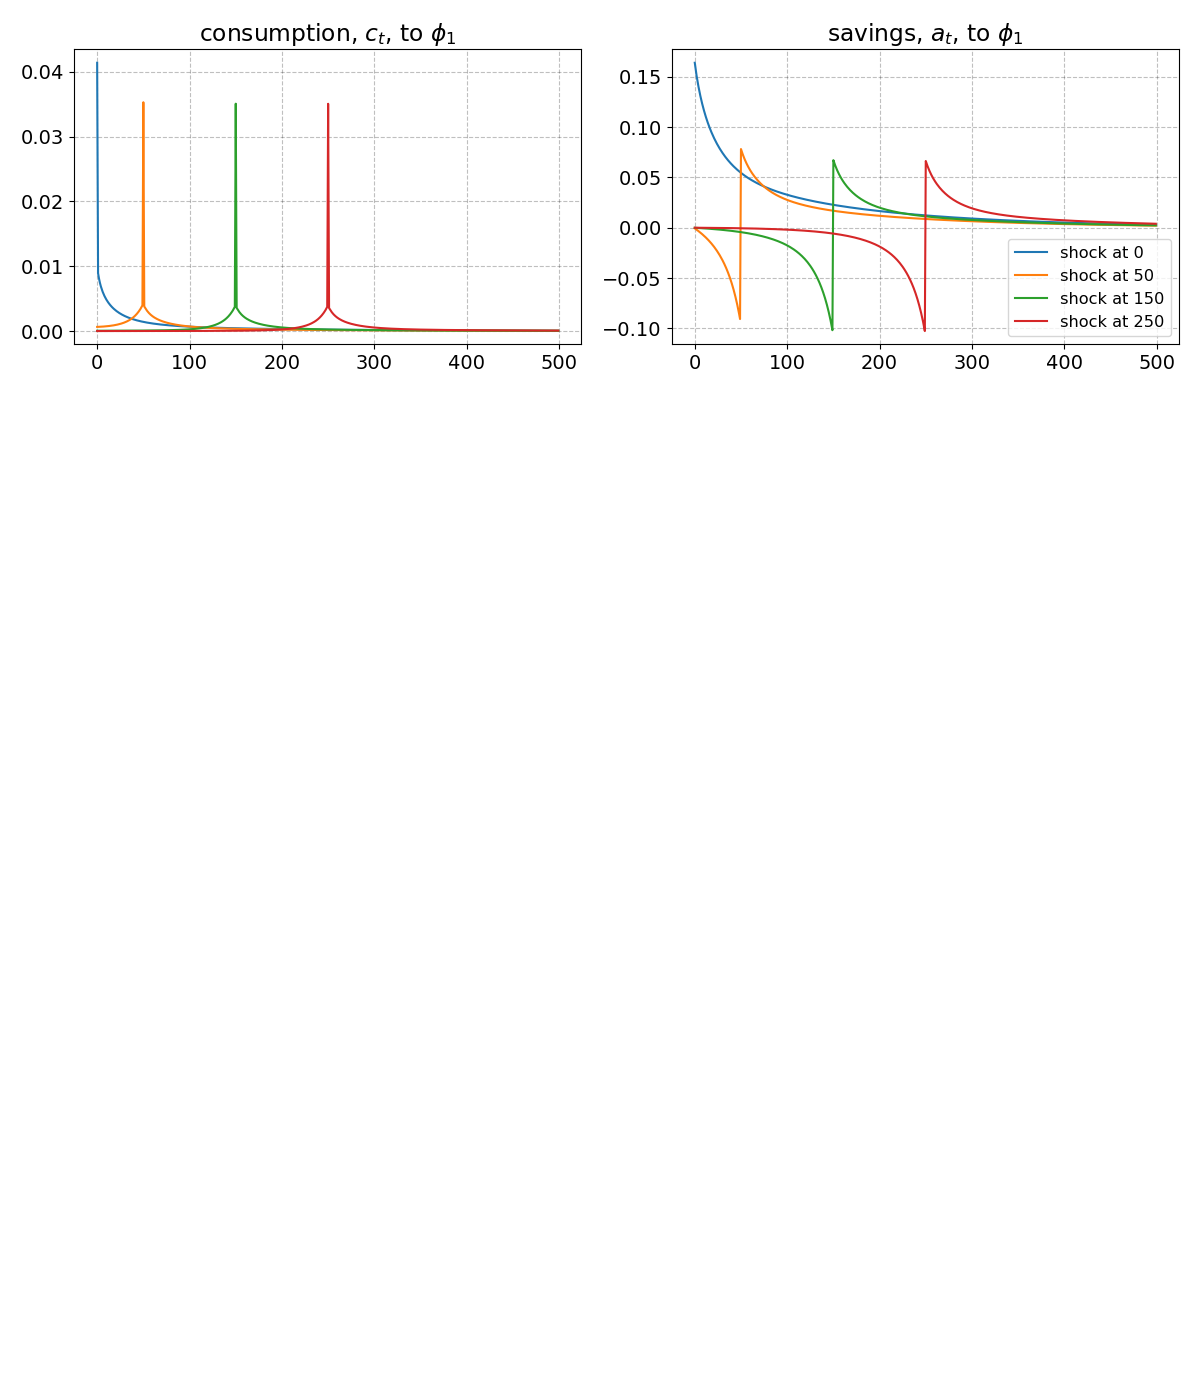 consumption, c_t, to ϕ_1
0.04
0.03
0.02
0.01
0.00
0 100 200 300 400 500
savings, a_t, to ϕ_1
0.15
0.10
0.05
0.00
−0.05
−0.10
shock at 0
shock at 50
shock at 150
shock at 250
0 100 200 300 400 500